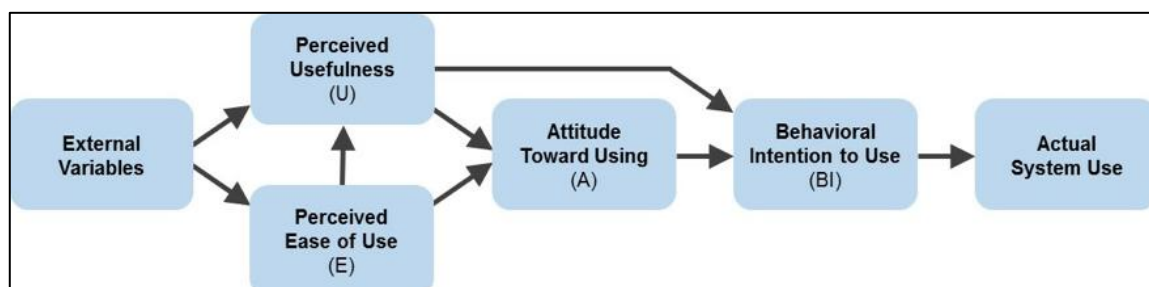 External
Variables
Perceived
Usefulness
(U)
Perceived
Ease of Use
(E)
Attitude
Toward Using
(A)
Behavioral
Intention to Use
(BI)
Actual
System Use